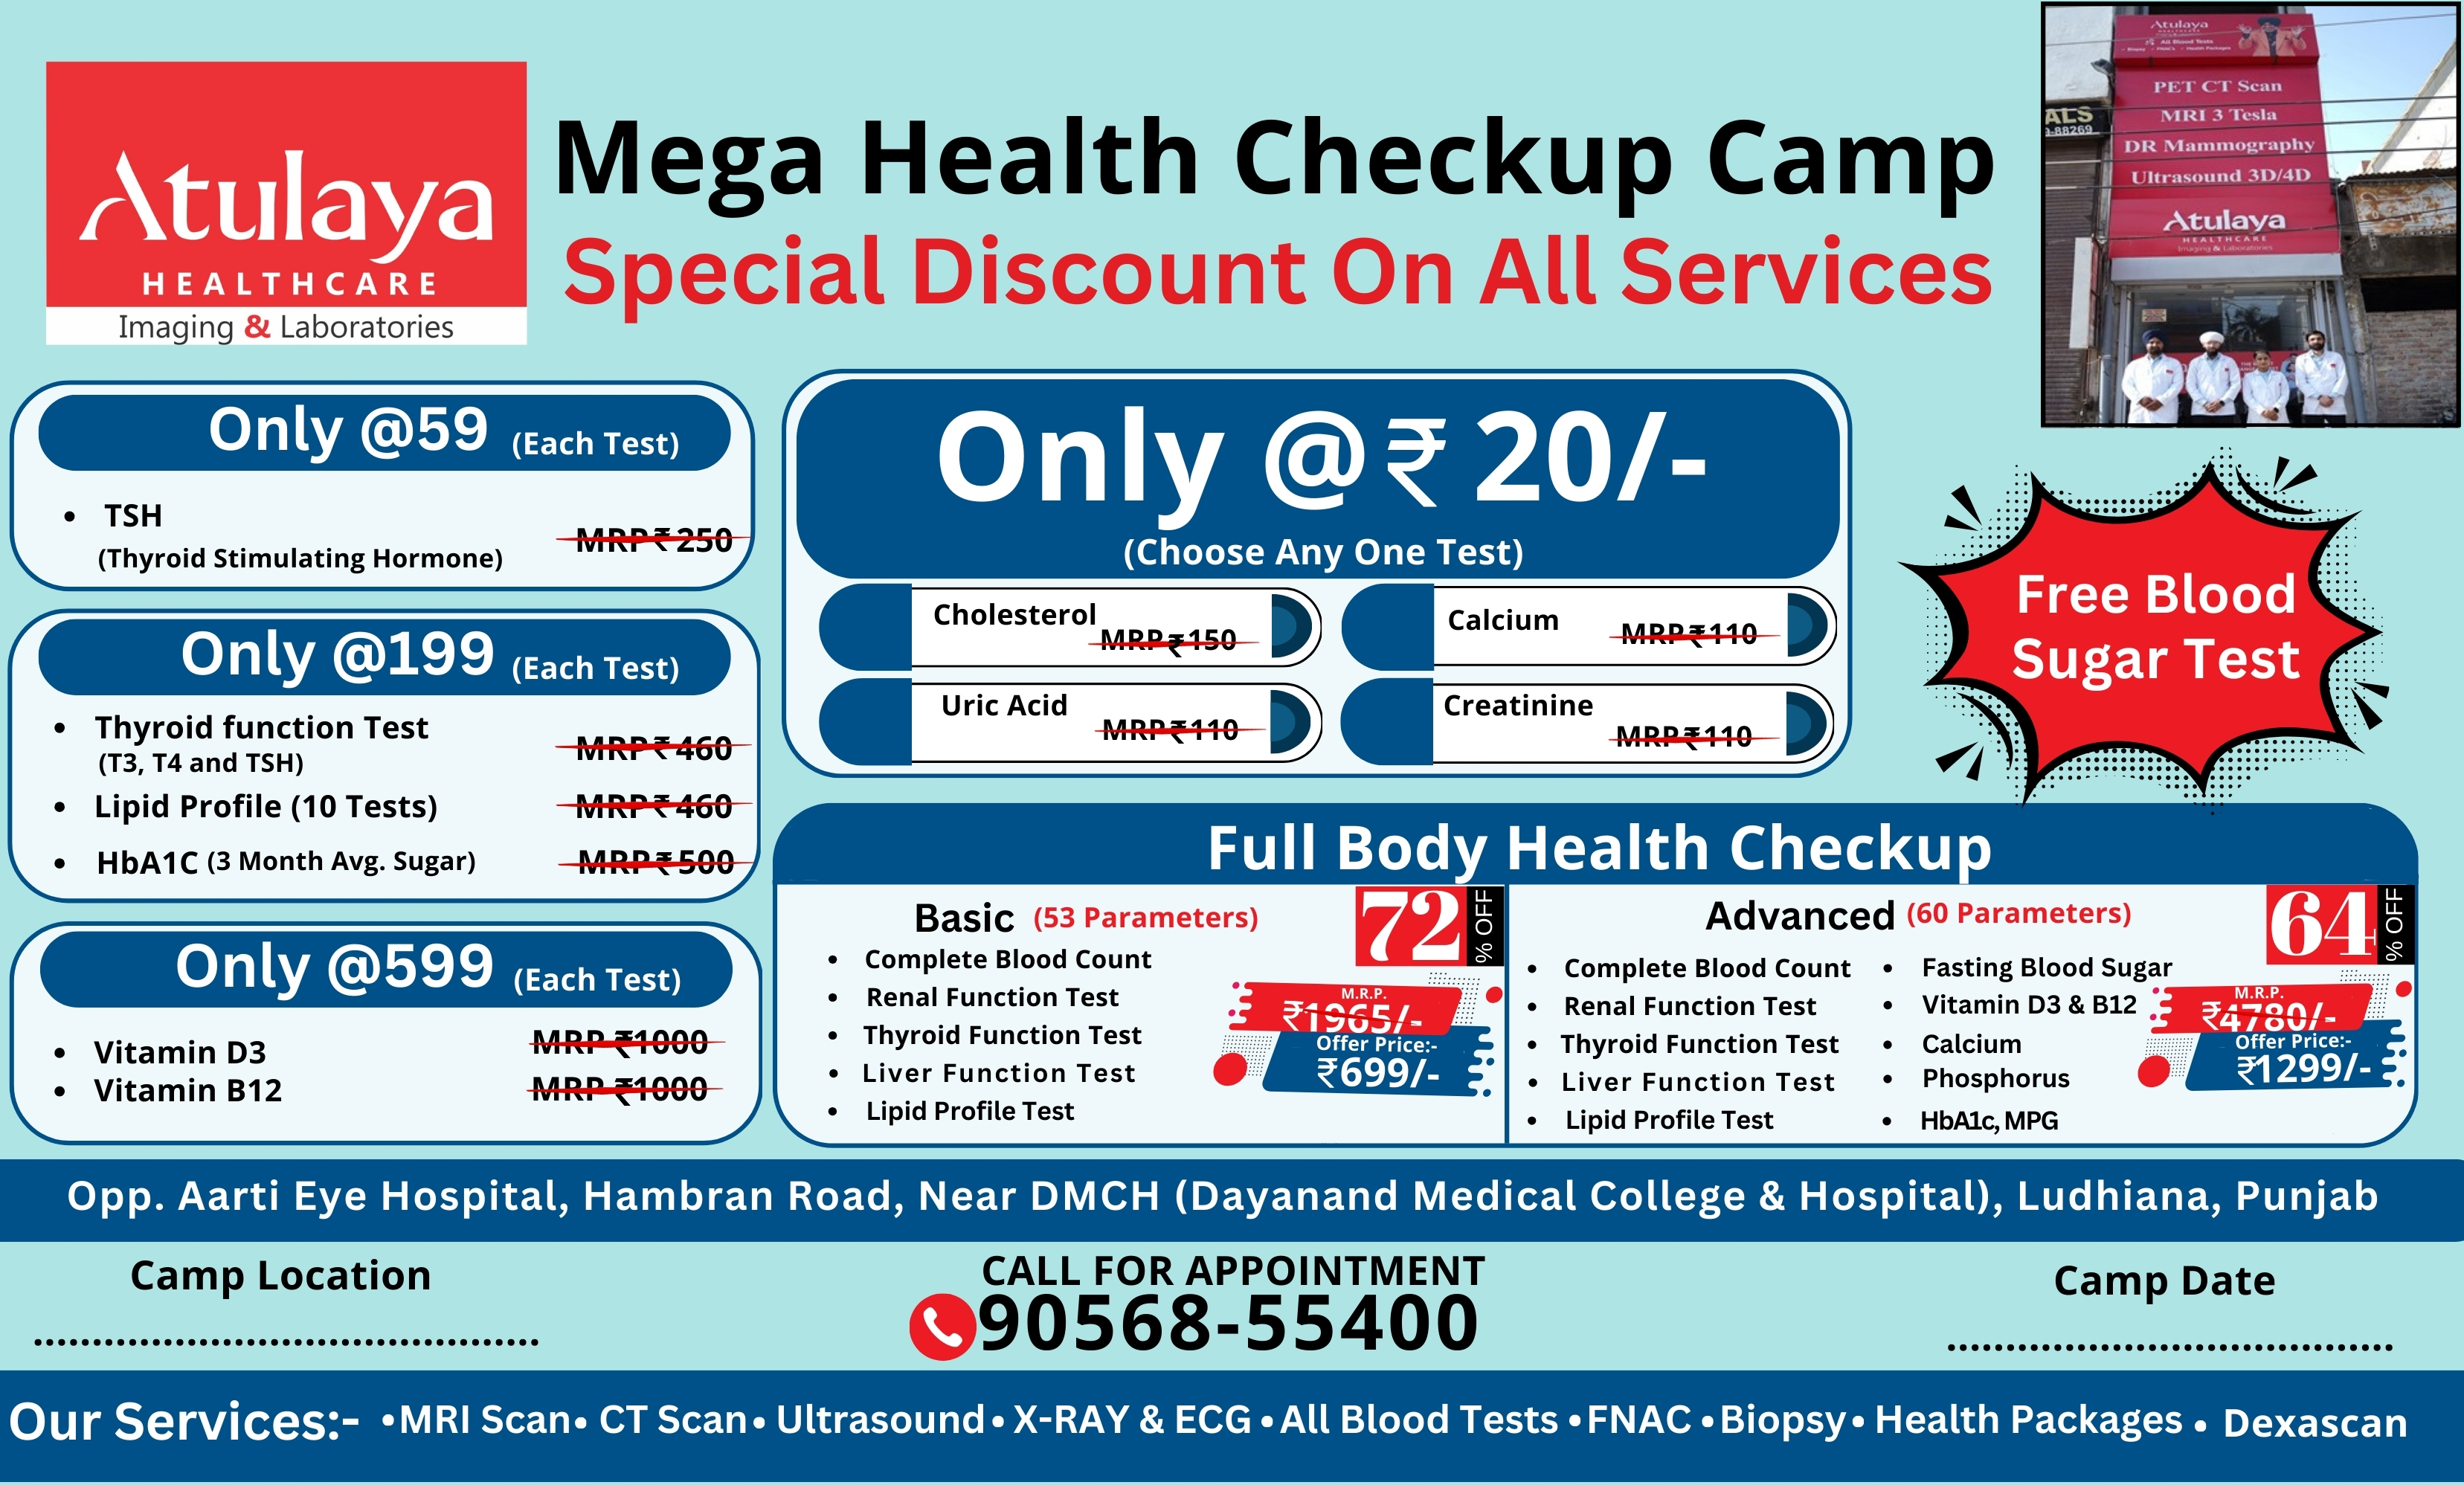 Atulaya
HEALTHCARE
Imaging & Laboratories
Mega Health Checkup Camp
Special Discount On All Services
Atulaya
HEALTHCARE
All Blood Tests
PET CT Scan
MRI 3 Tesla
DR Mammography
Ultrasound 3D/4D
Atulaya
HEALTHCARE
Imaging & Laboratories
ALS
-88269
Only @59 (Each Test)
• TSH
(Thyroid Stimulating Hormone)
MRP₹250
Only @199 (Each Test)
• Thyroid function Test
(T3, T4 and TSH)
MRP₹460
• Lipid Profile (10 Tests) MRP₹460
• HbA1C (3 Month Avg. Sugar) MRP₹500
Only @599 (Each Test)
• Vitamin D3 MRP ₹1000
• Vitamin B12 MRP ₹1000
Only @₹ 20/-
(Choose Any One Test)
Cholesterol MRP₹150
Calcium MRP₹110
Uric Acid MRP₹110
Creatinine MRP₹110
Free Blood
Sugar Test
Full Body Health Checkup
Basic (53 Parameters)
72 % OFF
• Complete Blood Count
• Renal Function Test
• Thyroid Function Test
• Liver Function Test
• Lipid Profile Test
M.R.P.
₹1965/-
Offer Price:-
₹699/-
Advanced (60 Parameters)
64 % OFF
• Complete Blood Count
• Renal Function Test
• Thyroid Function Test
• Liver Function Test
• Lipid Profile Test
• Fasting Blood Sugar
• Vitamin D3 & B12
• Calcium
• Phosphorus
• HbA1c, MPG
M.R.P.
₹4780/-
Offer Price:-
₹1299/-
Opp. Aarti Eye Hospital, Hambran Road, Near DMCH (Dayanand Medical College & Hospital), Ludhiana, Punjab
Camp Location
CALL FOR APPOINTMENT
90568-55400
Camp Date
Our Services:- •MRI Scan• CT Scan• Ultrasound• X-RAY & ECG •All Blood Tests •FNAC •Biopsy• Health Packages • Dexascan